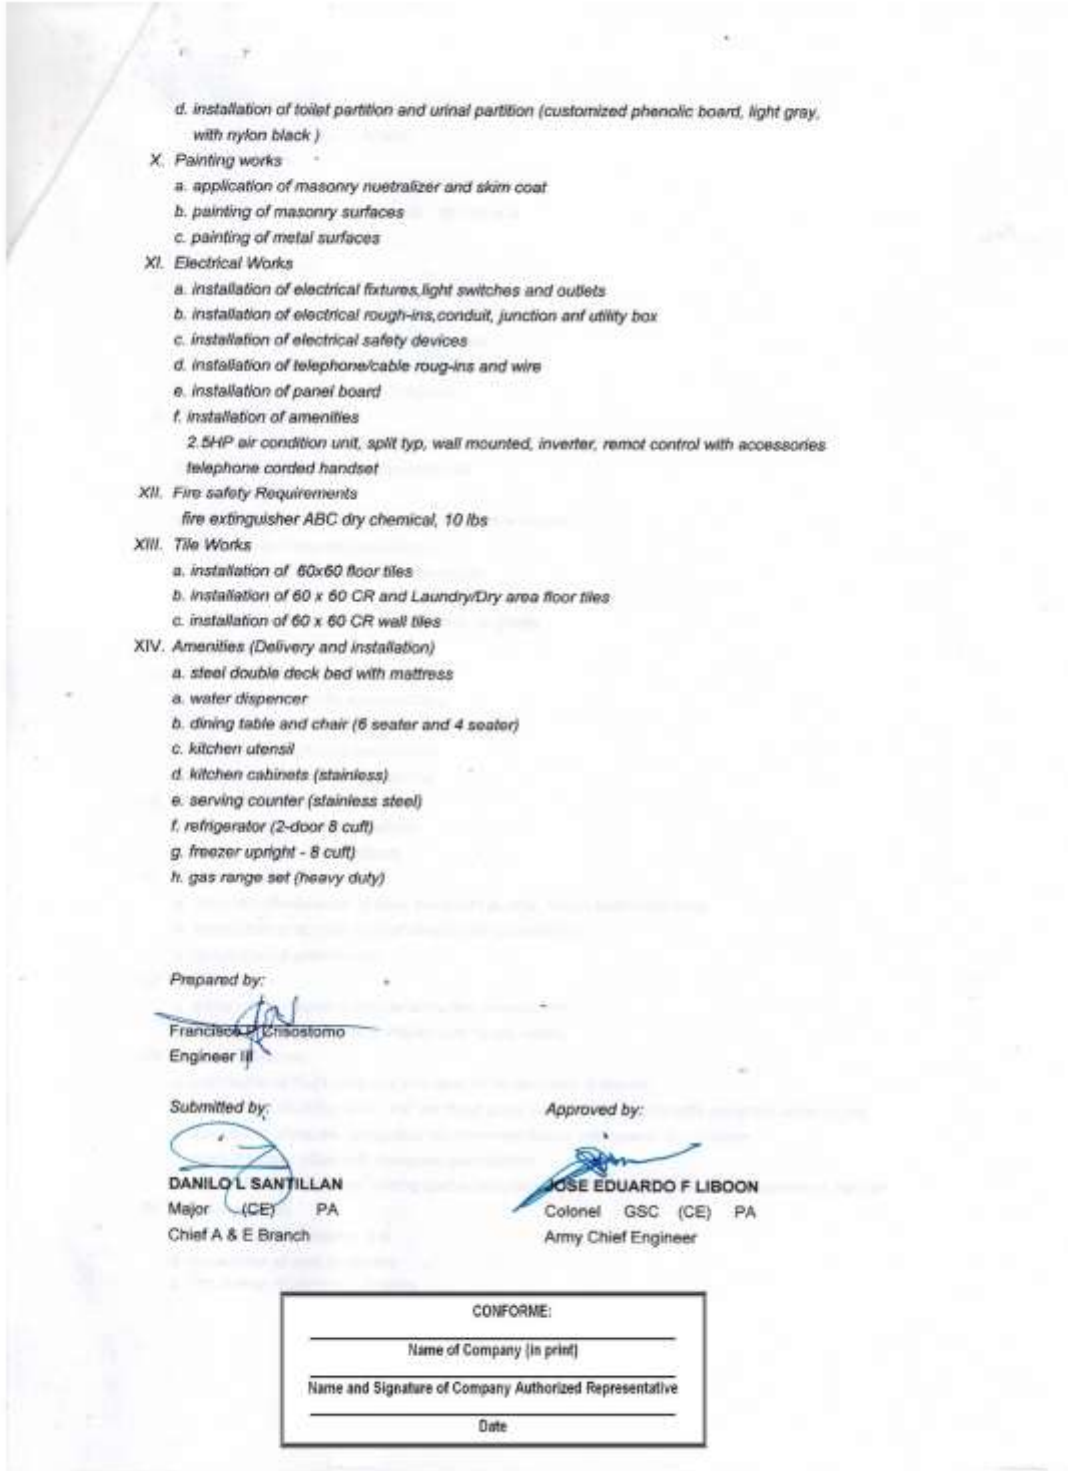 d. installation of toilet partition and urinal partition (customized phenolic board, light gray,
with nylon black )
X. Painting works
a. application of masonry nuetralizer and skim coat
b. painting of masonry surfaces
c. painting of metal surfaces
XI. Electrical Works
a. installation of electrical fixtures,light switches and outlets
b. installation of electrical rough-ins,conduit, junction anf utility box
c. installation of electrical safety devices
d. installation of telephone/cable roug-ins and wire
e. installation of panel board
f. installation of amenities
2.5HP air condition unit, split typ, wall mounted, inverter, remot control with accessories
telephone corded handset
XII. Fire safety Requirements
fire extinguisher ABC dry chemical, 10 lbs
XIII. Tile Works
a. installation of 60x60 floor tiles
b. installation of 60 x 60 CR and Laundry/Dry area floor tiles
c. installation of 60 x 60 CR wall tiles
XIV. Amenities (Delivery and installation)
a. steel double deck bed with mattress
a. water dispencer
b. dining table and chair (6 seater and 4 seater)
c. kitchen utensil
d. kitchen cabinets (stainless)
e. serving counter (stainless steel)
f. refrigerator (2-door 8 cuft)
g. freezer upright - 8 cuft)
h. gas range set (heavy duty)
Prepared by:
Francisco Crisostomo
Engineer III
Submitted by: Approved by:
DANILO L SANTILLAN JOSE EDUARDO F LIBOON
Major (CE) PA Colonel GSC (CE) PA
Chief A & E Branch Army Chief Engineer
CONFORME:
Name of Company (in print)
Name and Signature of Company Authorized Representative
Date